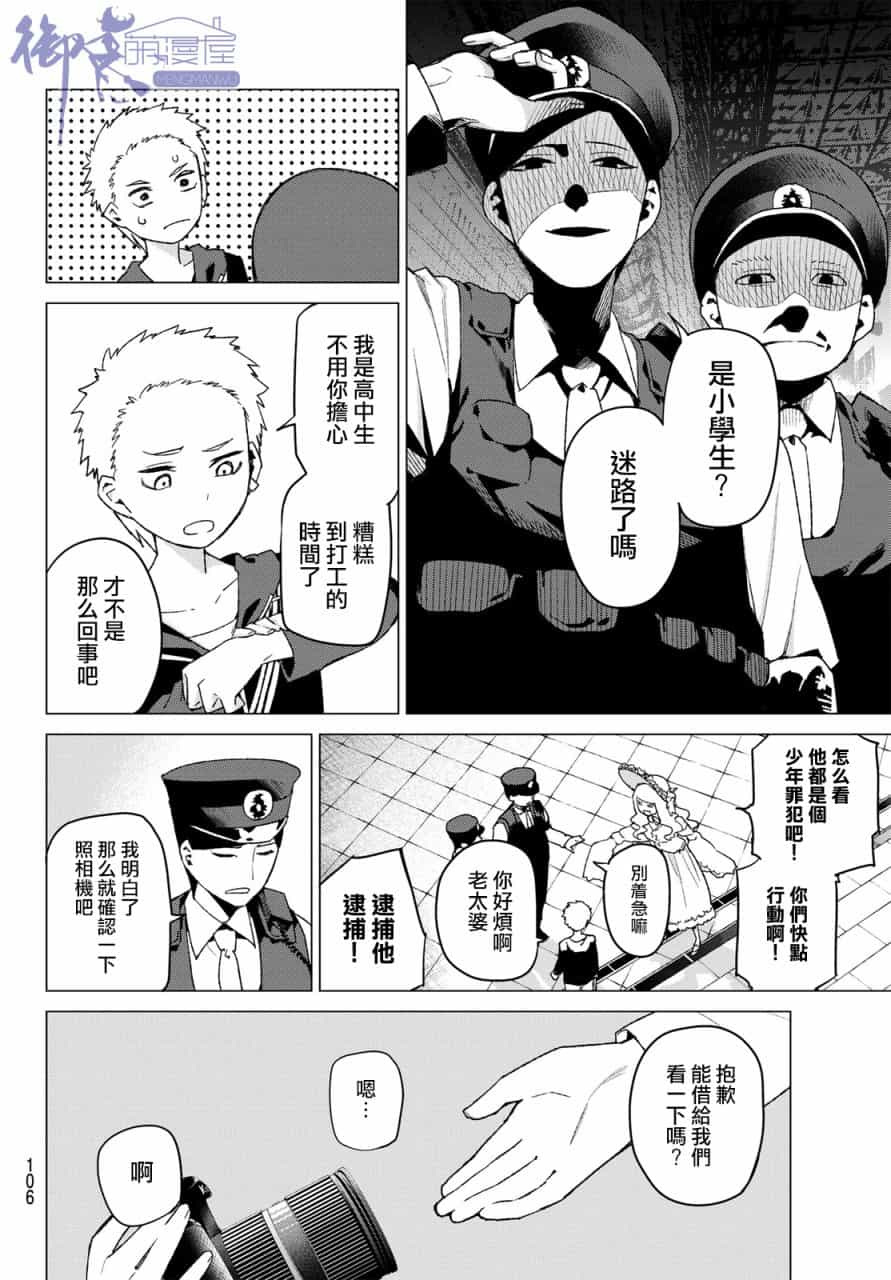 御宅萌漫屋
MENGMANWU
是小學生？
迷路了嗎
我是高中生
不用你擔心
糟糕
到打工的
時間了
才不是
那么回事吧
怎么看
他都是個
少年罪犯吧！
你們快點
行動啊！
別着急嘛
你好煩啊
老太婆
逮捕他
逮捕！
我明白了
那么就確認一下
照相機吧
抱歉
能借給我們
看一下嗎？
嗯…
啊
106